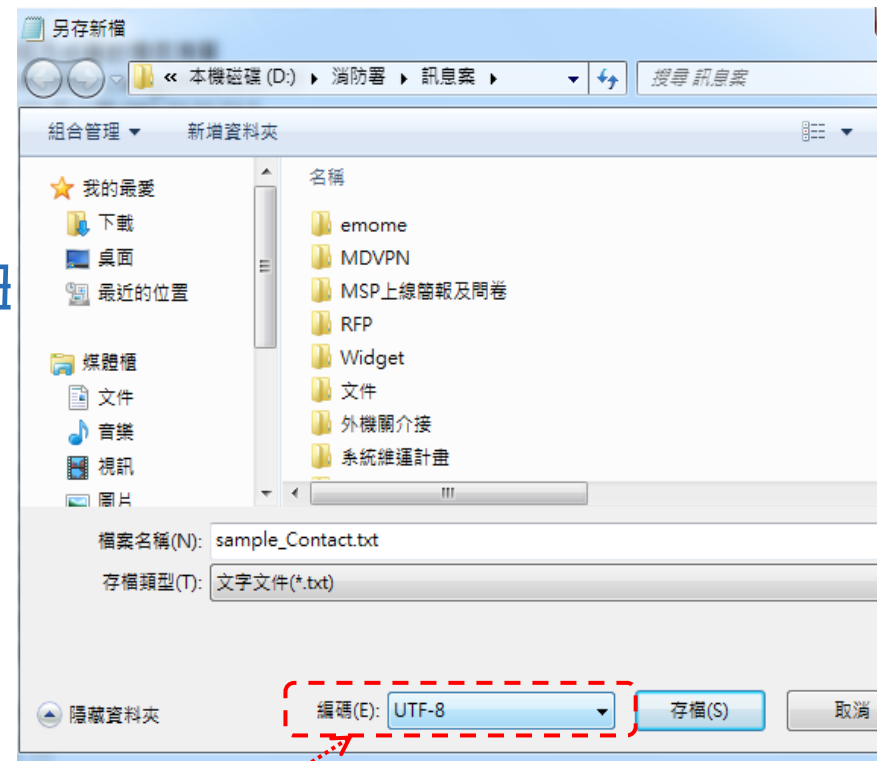 另存新檔
« 本機磁碟 (D:) ▸ 消防署 ▸ 訊息案 ▸
搜尋 訊息案
組合管理 ▼ 新增資料夾
名稱
我的最愛
下載
桌面
最近的位置
媒體櫃
文件
音樂
視訊
圖片
emome
MDVPN
MSP上線簡報及問卷
RFP
Widget
文件
外機關介接
系統維運計畫
檔案名稱(N): sample_Contact.txt
存檔類型(T): 文字文件(*.txt)
隱藏資料夾
編碼(E): UTF-8
存檔(S)
取消